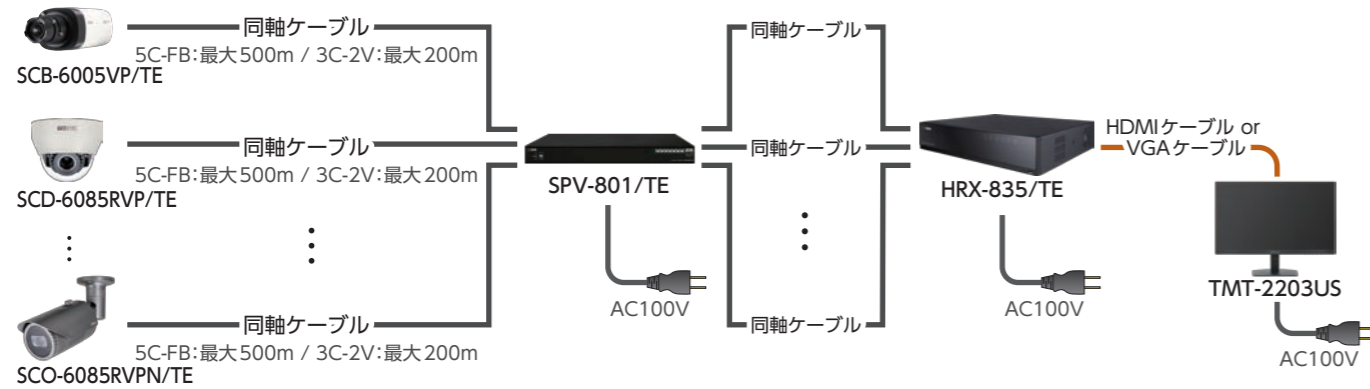 同軸ケーブル
5C-FB：最大500m / 3C-2V：最大200m
SCB-6005VP/TE
同軸ケーブル
5C-FB：最大500m / 3C-2V：最大200m
SCD-6085RVP/TE
同軸ケーブル
5C-FB：最大500m / 3C-2V：最大200m
SCO-6085RVPN/TE
SPV-801/TE
AC100V
同軸ケーブル
同軸ケーブル
同軸ケーブル
HRX-835/TE
AC100V
HDMIケーブル or
VGAケーブル
TMT-2203US
AC100V